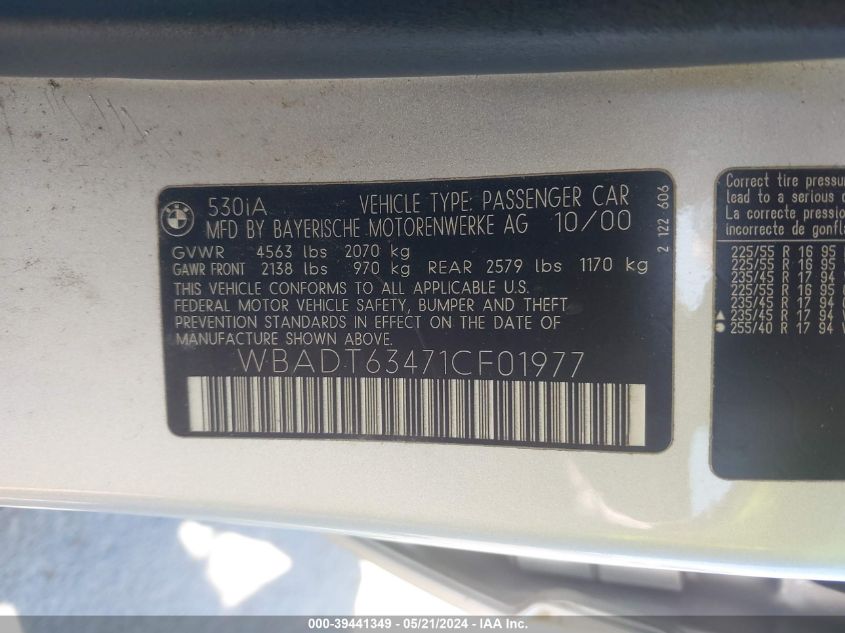 530iA VEHICLE TYPE: PASSENGER CAR
MFD BY BAYERISCHE MOTORENWERKE AG 10/00
GVWR 4563 lbs 2070 kg
GAWR FRONT 2138 lbs 970 kg REAR 2579 lbs 1170 kg
THIS VEHICLE CONFORMS TO ALL APPLICABLE U.S.
FEDERAL MOTOR VEHICLE SAFETY, BUMPER AND THEFT
PREVENTION STANDARDS IN EFFECT ON THE DATE OF
MANUFACTURE SHOWN ABOVE.
WBADT63471CF01977
2 122 606
Correct tire pressu
lead to a serious
La correcte pression
incorrecte de gonfla
225/55 R 16 95
225/55 R 16 95
235/45 R 17 94
225/55 R 16 95
235/45 R 17 94
▲ 235/45 R 17 94
● 255/40 R 17 94
000-39441349 - 05/21/2024 - IAAI.com